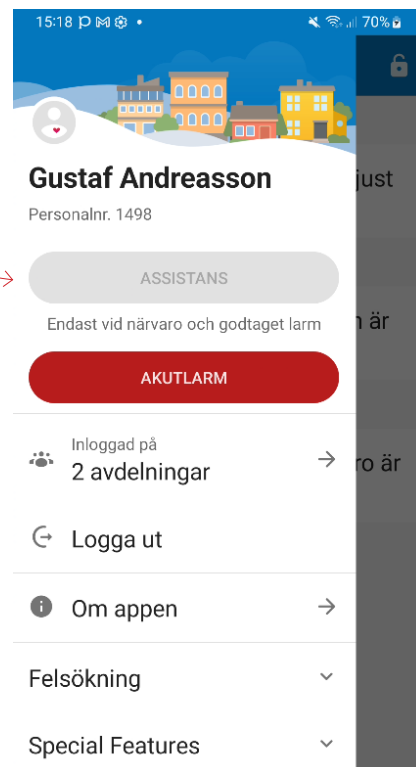 15:18
70%
Gustaf Andreasson
just
Personalnr. 1498
ASSISTANS
Endast vid närvaro och godtaget larm
är
AKUTLARM
Inloggad på
2 avdelningar
ro är
Logga ut
Om appen
Felsökning
Special Features